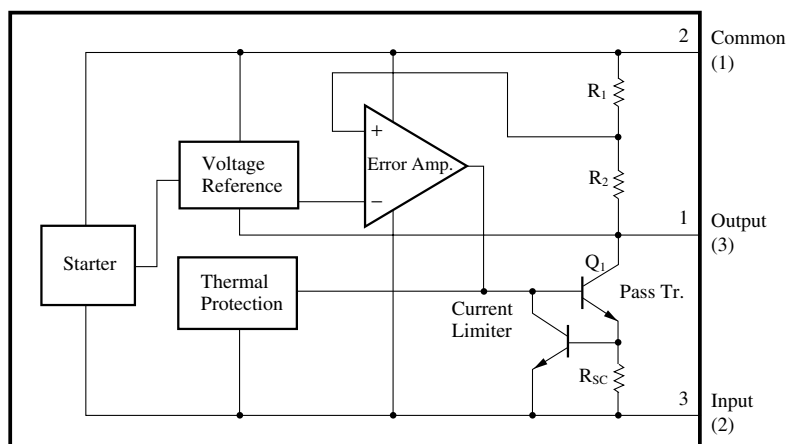 2 Common
(1)
R1
+
Error Amp.
−
Voltage
Reference
R2
1 Output
(3)
Starter
Thermal
Protection
Q1
Pass Tr.
Current
Limiter
RSC
3 Input
(2)